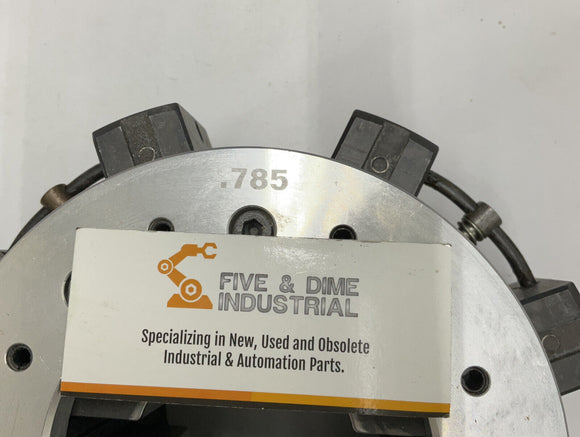 .785
FIVE & DIME
INDUSTRIAL
Specializing in New, Used and Obsolete
Industrial & Automation Parts.